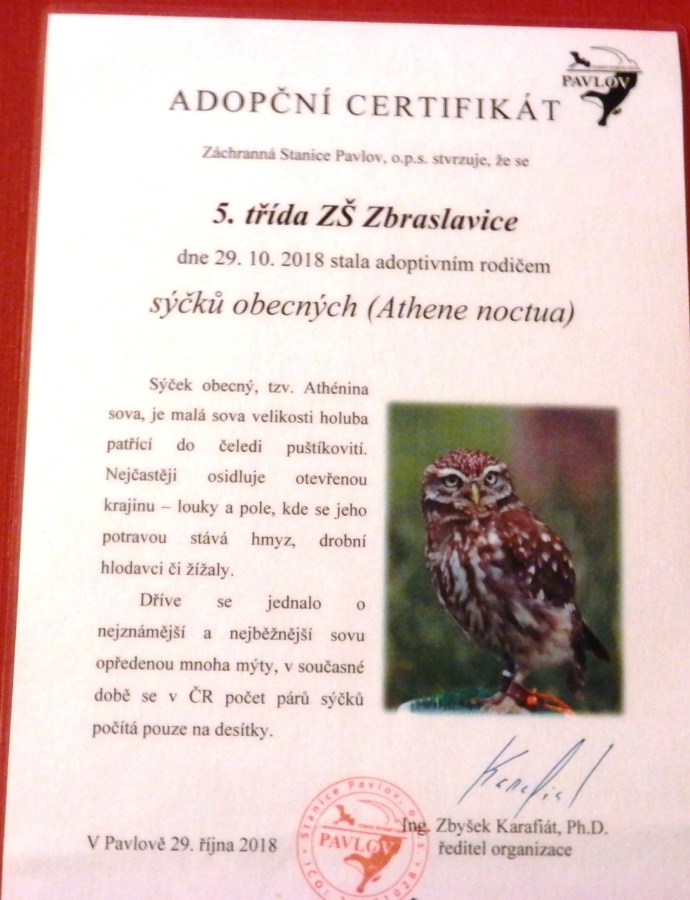 PAVLOV
ADOPČNÍ CERTIFIKÁT
Záchranná Stanice Pavlov, o.p.s. stvrzuje, že se
5. třída ZŠ Zbraslavice
dne 29. 10. 2018 stala adoptivním rodičem
sýčků obecných (Athene noctua)
Sýček obecný, tzv. Athénina
sova, je malá sova velikosti holuba
patřící do čeledi puštíkovití.
Nejčastěji osidluje otevřenou
krajinu – louky a pole, kde se jeho
potravou stává hmyz, drobní
hlodavci či žížaly.
Dříve se jednalo o
nejznámější a nejběžnější sovu
opředenou mnoha mýty, v současné
době se v ČR počet párů sýčků
počítá pouze na desítky.
Karafiát
Ing. Zbyšek Karafiát, Ph.D.
ředitel organizace
V Pavlově 29. října 2018
Stanice Pavlov, o
PAVLOV